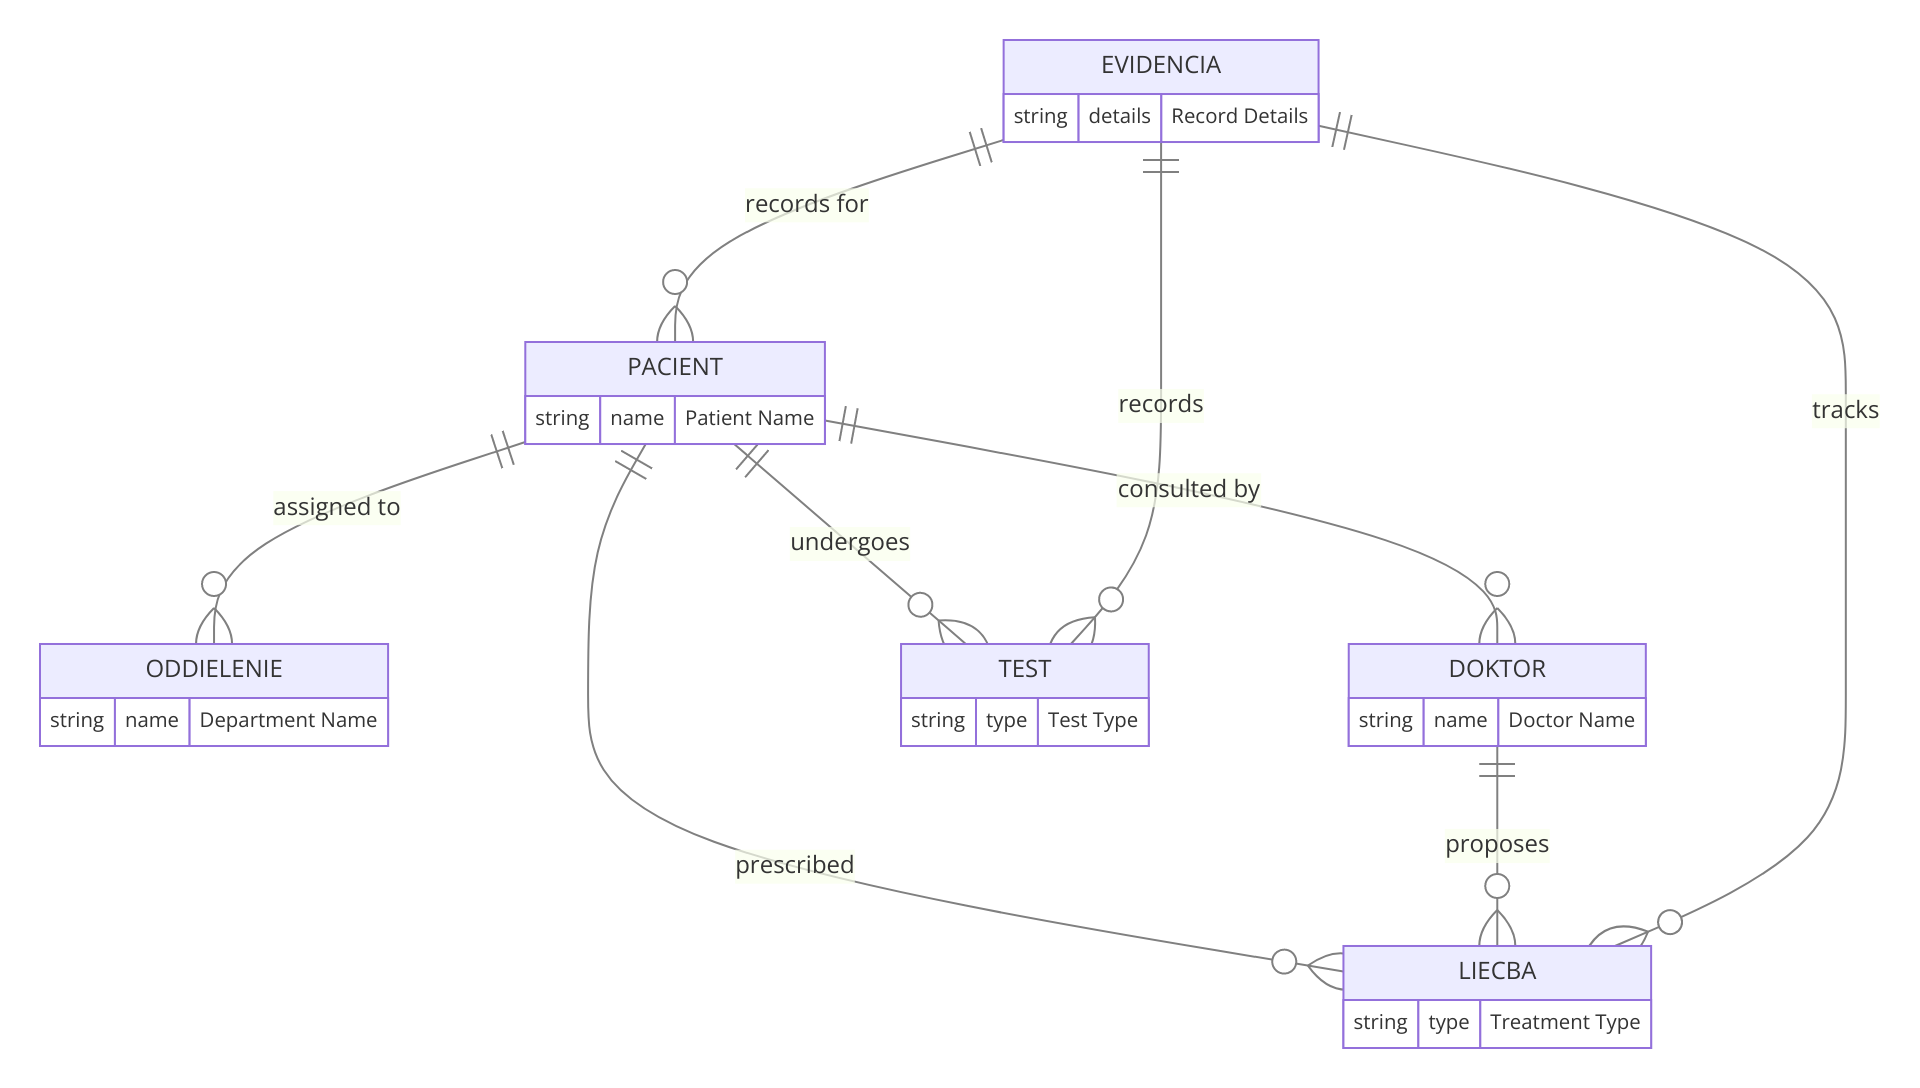 EVIDENCIA
string details Record Details
records for
PACIENT
string name Patient Name
records
tracks
consulted by
assigned to
undergoes
ODDIELENIE
string name Department Name
TEST
string type Test Type
DOKTOR
string name Doctor Name
proposes
prescribed
LIECBA
string type Treatment Type